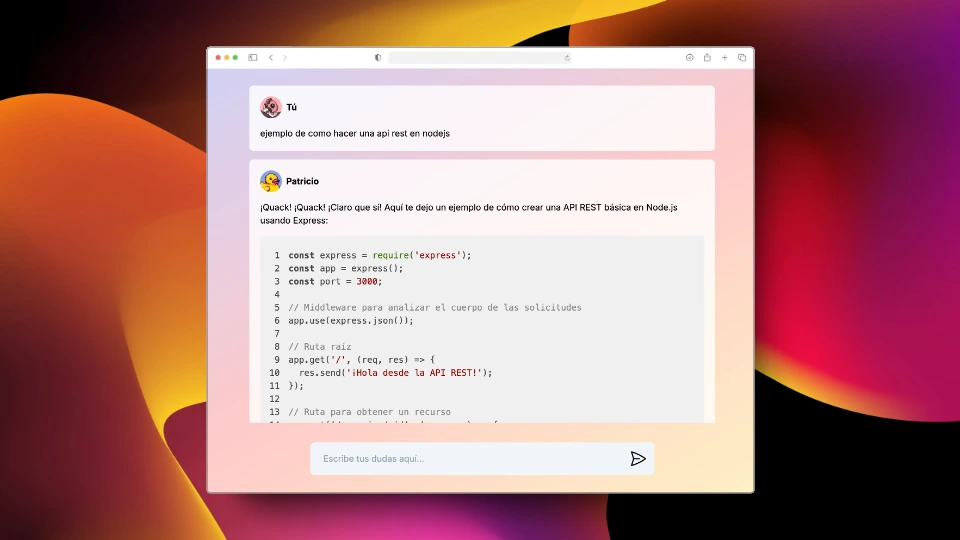 Tú
ejemplo de como hacer una api rest en nodejs
Patricio
¡Quack! ¡Quack! ¡Claro que sí! Aquí te dejo un ejemplo de cómo crear una API REST básica en Node.js
usando Express:
1 const express = require('express');
2 const app = express();
3 const port = 3000;
4
5 // Middleware para analizar el cuerpo de las solicitudes
6 app.use(express.json());
7
8 // Ruta raíz
9 app.get('/', (req, res) => {
10 res.send('¡Hola desde la API REST!');
11 });
12
13 // Ruta para obtener un recurso
Escribe tus dudas aquí...